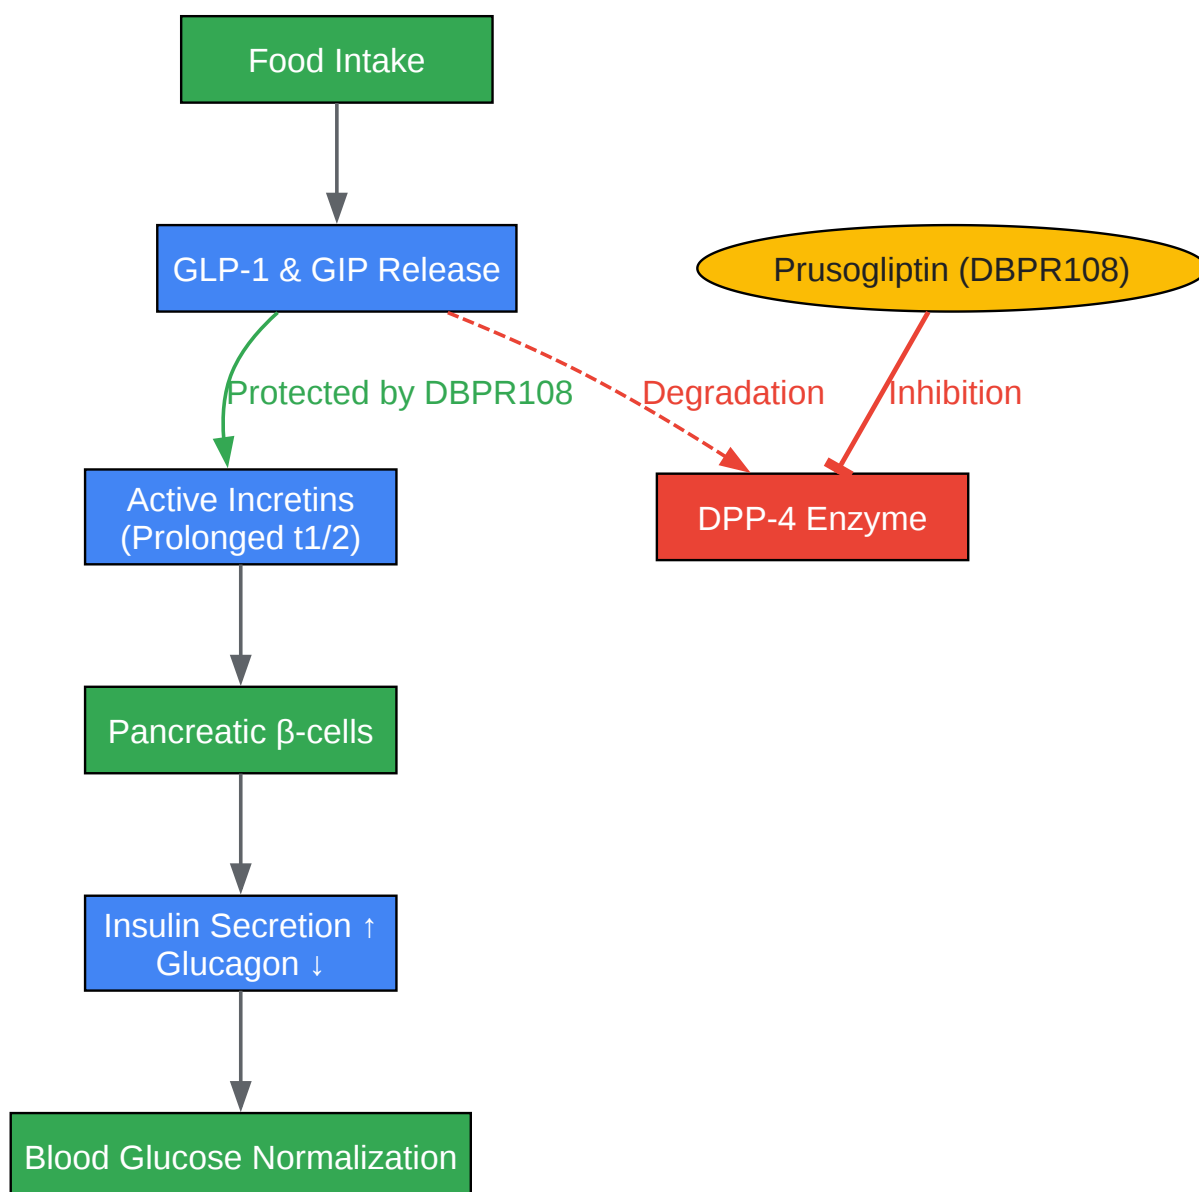 Food Intake
GLP-1 & GIP Release
Prusogliptin (DBPR108)
Protected by DBPR108
Degradation
Inhibition
Active Incretins
(Prolonged t1/2)
DPP-4 Enzyme
Pancreatic β-cells
Insulin Secretion ↑
Glucagon ↓
Blood Glucose Normalization